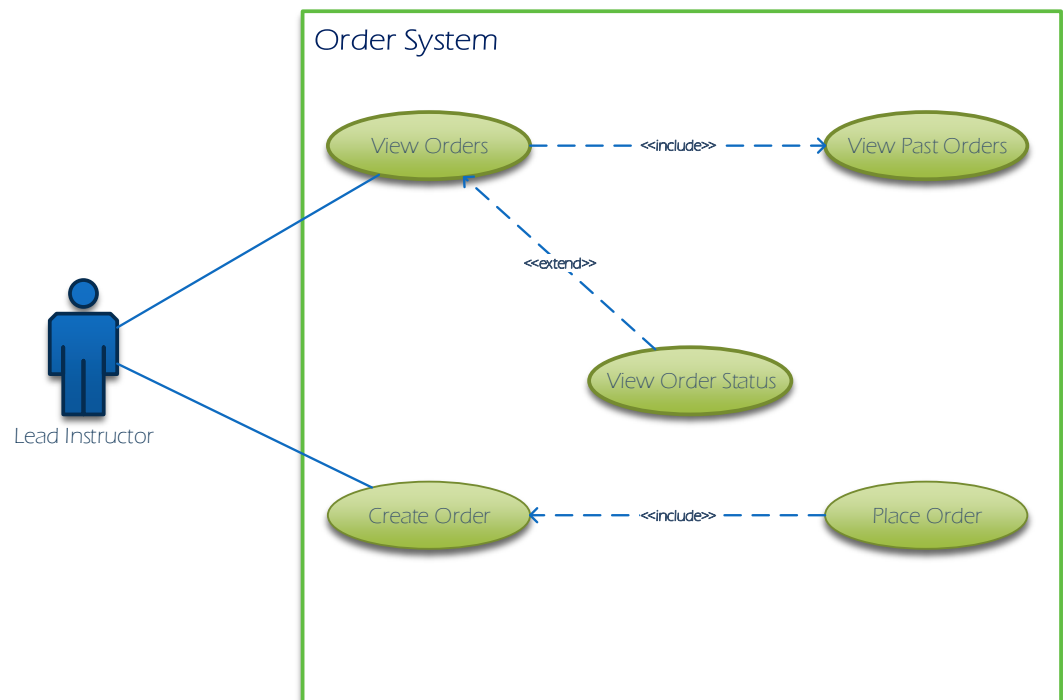 Order System
View Orders
<<include>>
View Past Orders
<<extend>>
View Order Status
Lead Instructor
Create Order
<<include>>
Place Order